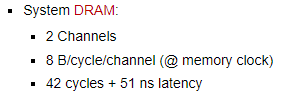 System DRAM:
2 Channels
8 B/cycle/channel (@ memory clock)
42 cycles + 51 ns latency